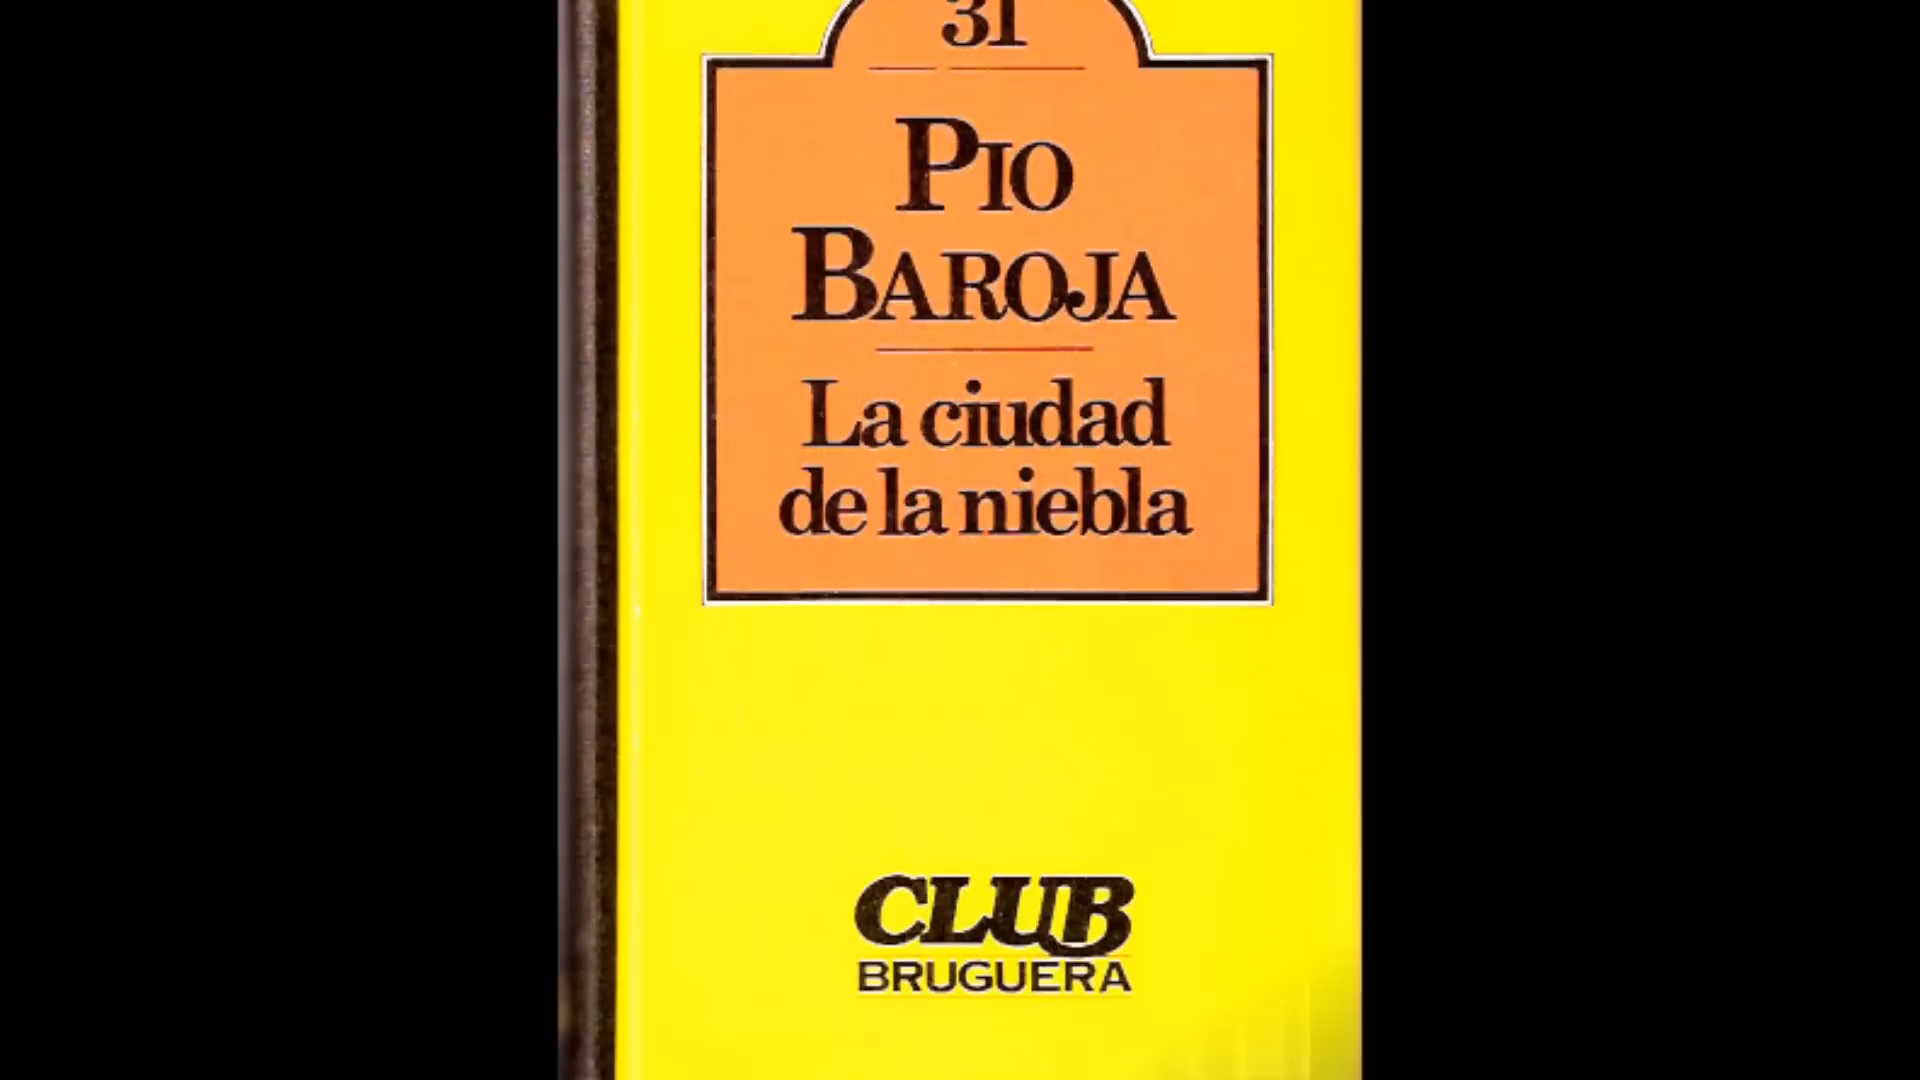 31
PIO
BAROJA
La ciudad
de la niebla
CLUB
BRUGUERA